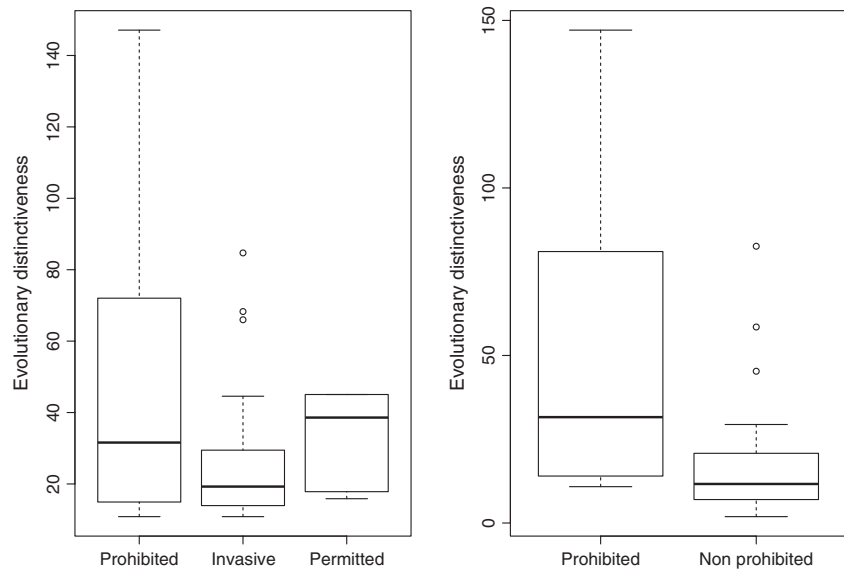 Evolutionary distinctiveness
140
120
100
80
60
40
20
Prohibited Invasive Permitted
Evolutionary distinctiveness
150
100
50
0
Prohibited Non prohibited